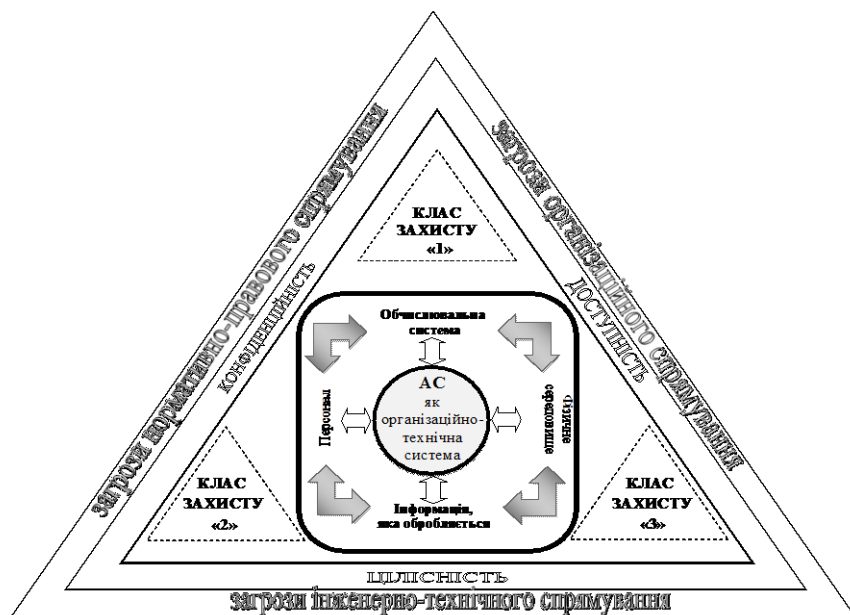 загрози нормативно-правового спрямування
загрози організаційного спрямування
КОНФІДЕНЦІЙНІСТЬ
ДОСТУПНІСТЬ
КЛАС
ЗАХИСТУ
«1»
Обчислювальна
система
Персонал
АС
як
організаційно-
технічна
система
Фізичне
середовище
Інформація,
яка обробляється
КЛАС
ЗАХИСТУ
«2»
КЛАС
ЗАХИСТУ
«3»
ЦІЛІСНІСТЬ
загрози інженерно-технічного спрямування